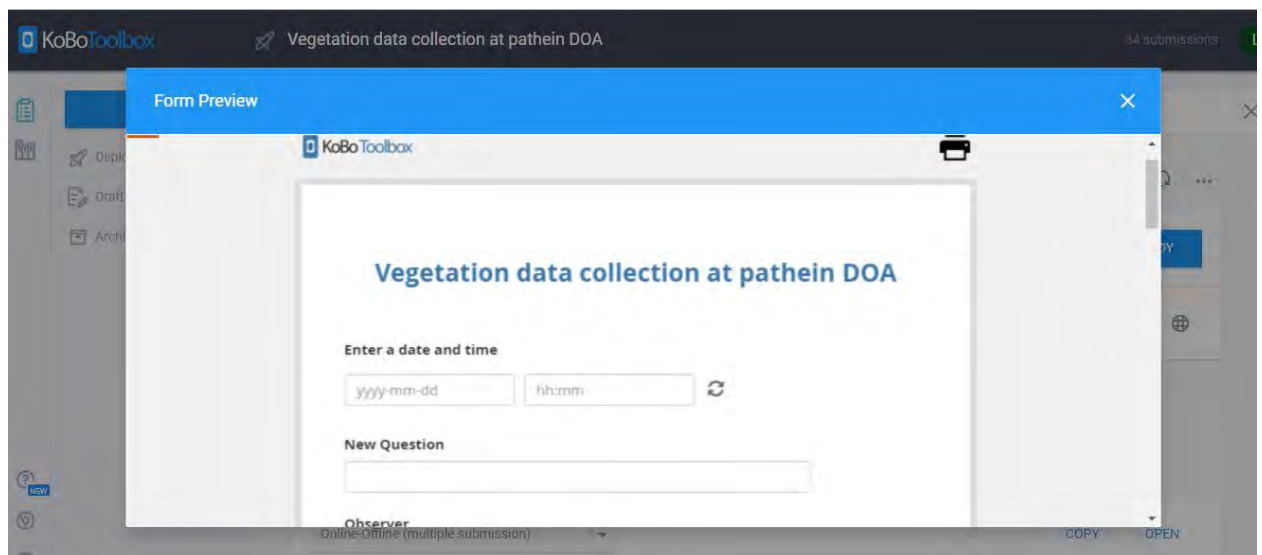 KoBoToolbox
Vegetation data collection at pathein DOA
34 submissions
Form Preview
KoBoToolbox
Vegetation data collection at pathein DOA
Enter a date and time
yyyy-mm-dd
hh:mm
New Question
Observer
Online-Offline (multiple submission)
COPY
OPEN
NEW